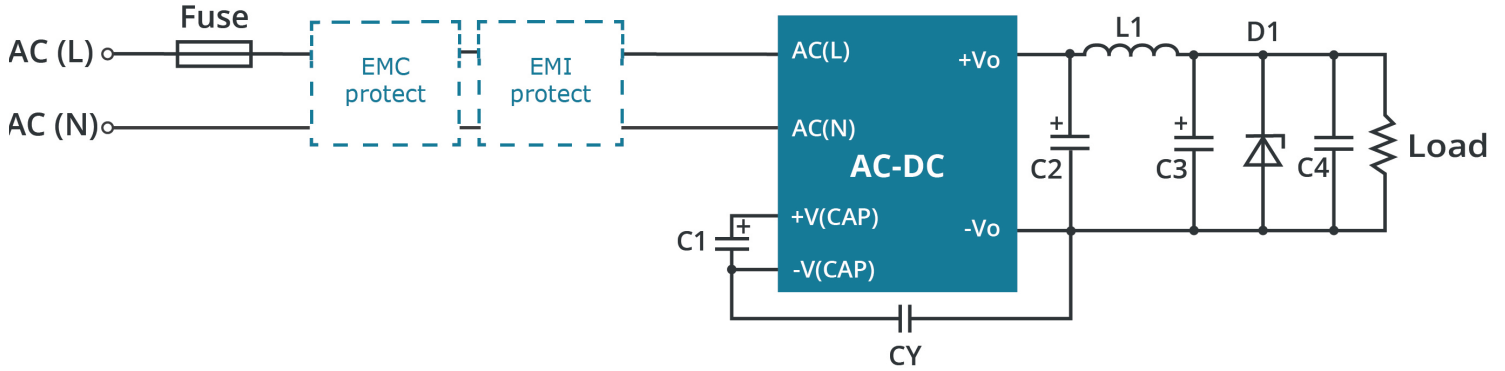 Fuse
L1
D1
AC (L)
EMC
protect
EMI
protect
AC(L)
+Vo
AC (N)
AC(N)
+
+
C2
C3
C4
Load
AC-DC
C1
+
+V(CAP)
-Vo
-V(CAP)
CY